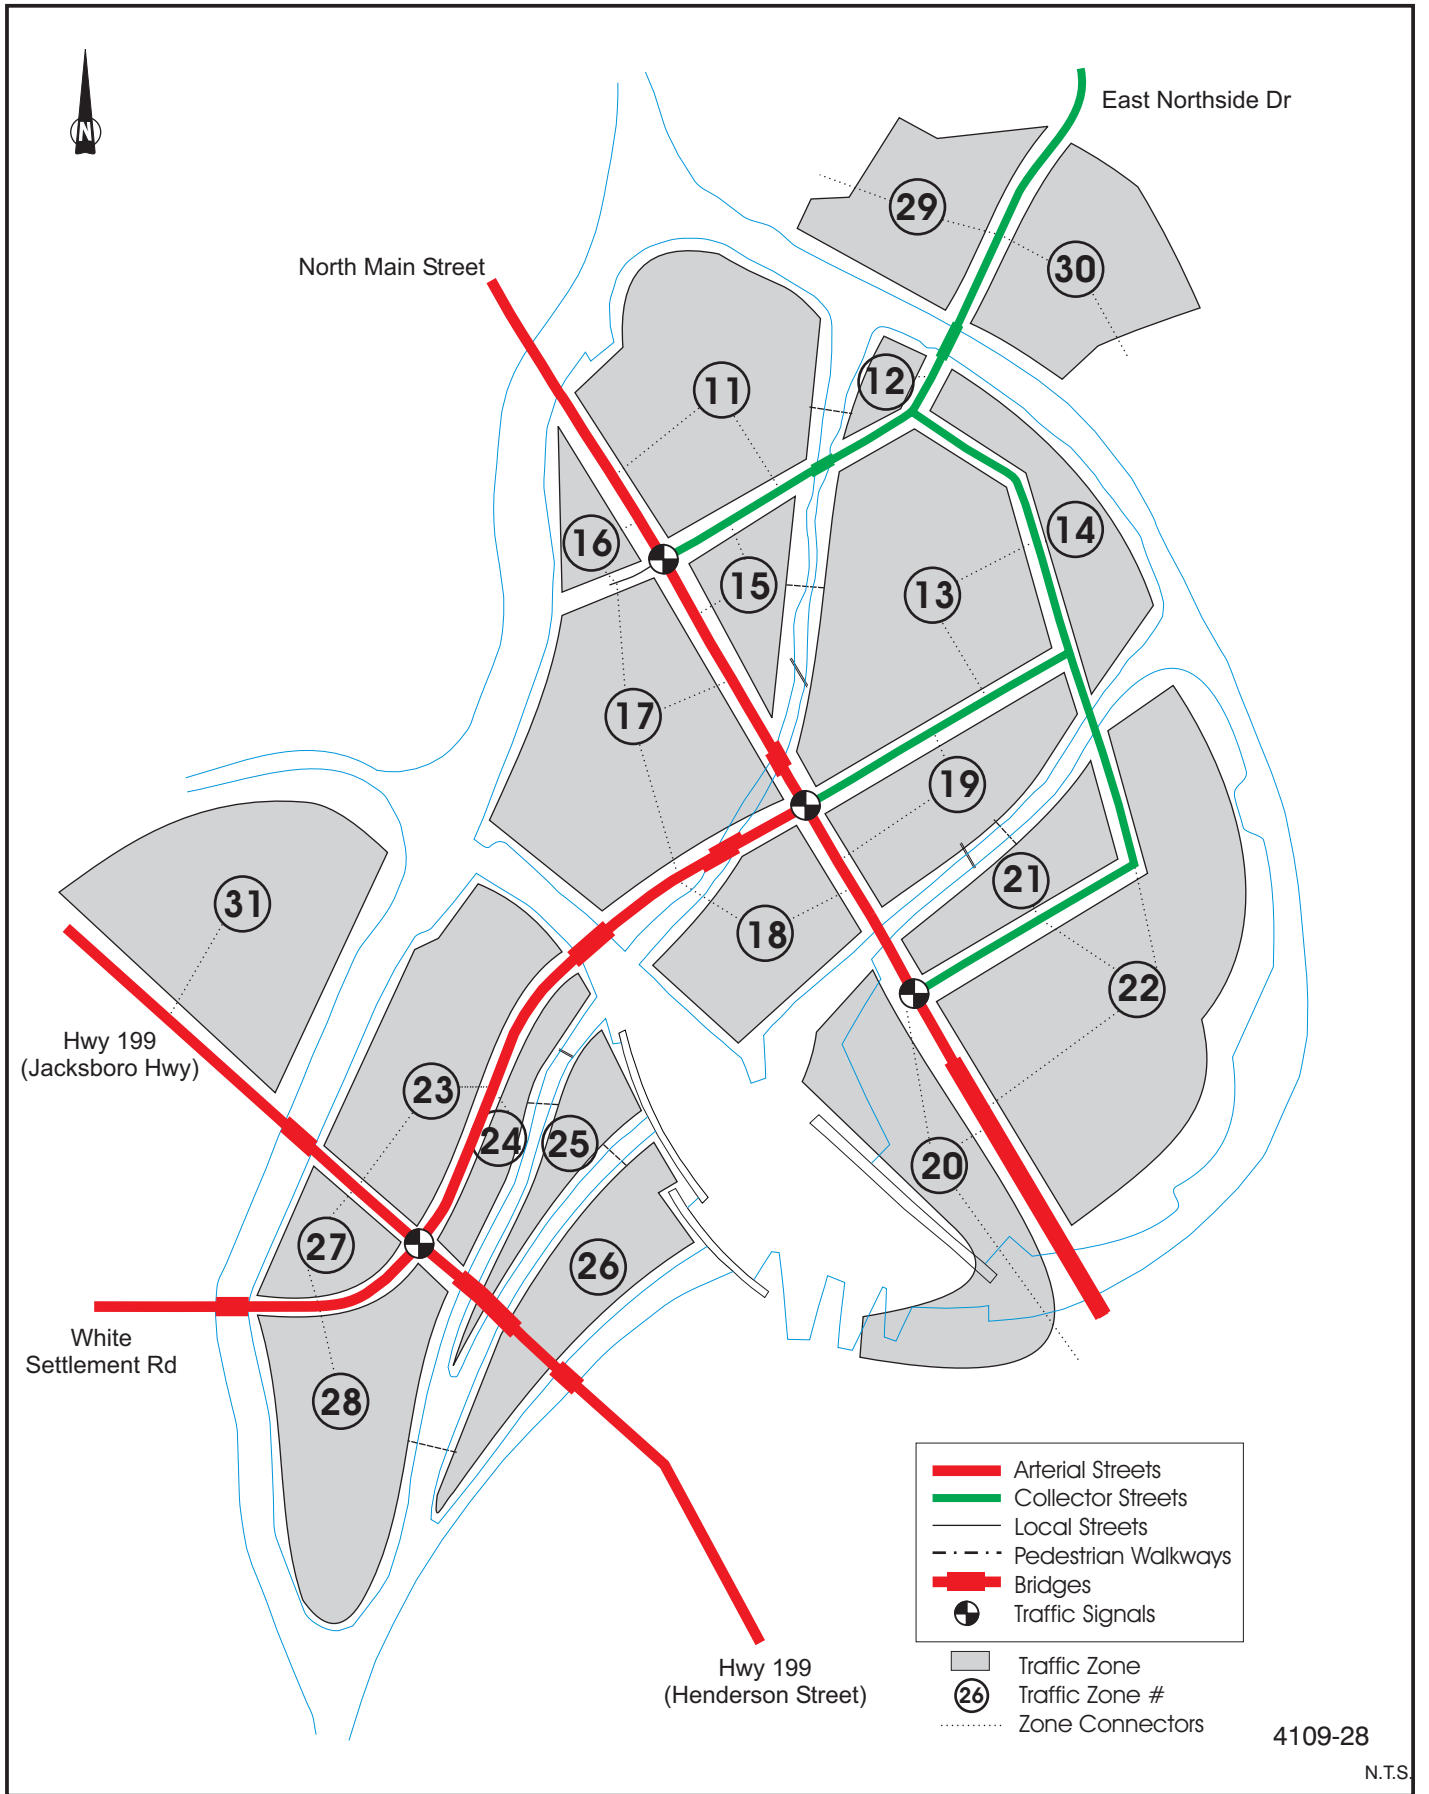 N
East Northside Dr
29
30
North Main Street
11
12
16
15
13
14
17
19
31
21
18
22
Hwy 199
(Jacksboro Hwy)
23
24
25
20
27
26
White
Settlement Rd
28
Arterial Streets
Collector Streets
Local Streets
Pedestrian Walkways
Bridges
Traffic Signals
Hwy 199
(Henderson Street)
Traffic Zone
26 Traffic Zone #
Zone Connectors
4109-28
N.T.S.